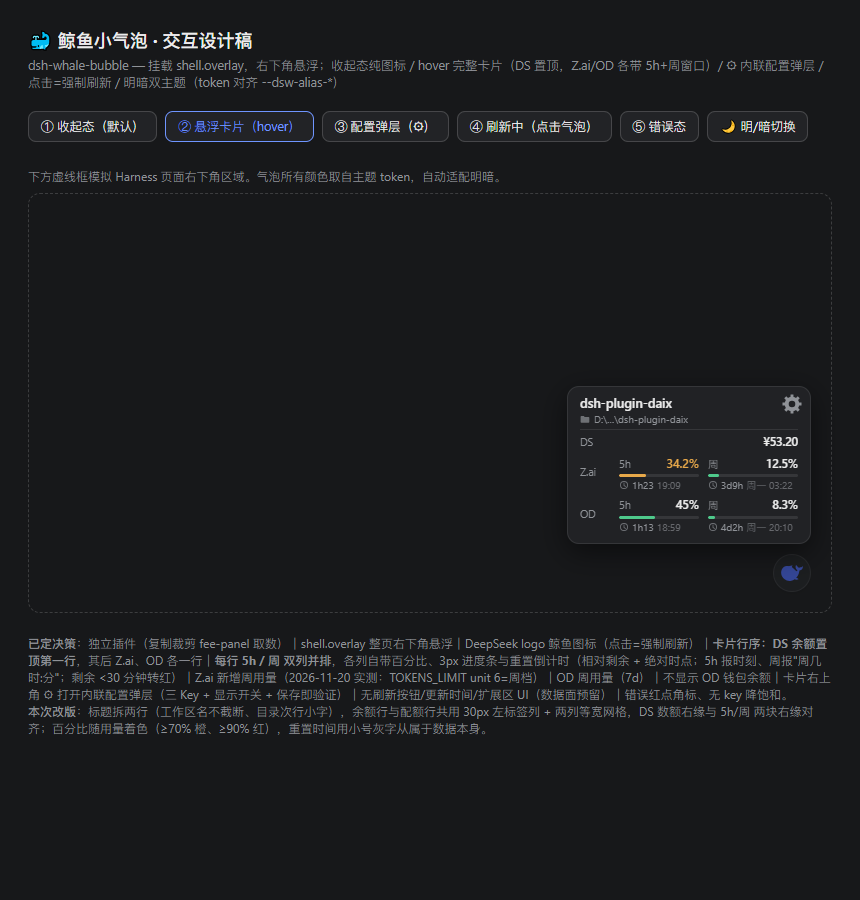 鲸鱼小气泡 · 交互设计稿
dsh-whale-bubble — 挂载 shell.overlay，右下角悬浮；收起态纯图标 / hover 完整卡片（DS 置顶，Z.ai/OD 各带 5h+周窗口）/ ⚙ 内联配置弹层 /
点击=强制刷新 / 明暗双主题（token 对齐 --dsw-alias-*）
① 收起态（默认） ② 悬浮卡片（hover） ③ 配置弹层（⚙） ④ 刷新中（点击气泡） ⑤ 错误态 🌙 明/暗切换
下方虚线框模拟 Harness 页面右下角区域。气泡所有颜色取自主题 token，自动适配明暗。
dsh-plugin-daix
D:\...\dsh-plugin-daix
DS ¥53.20
Z.ai 5h 34.2% 周 12.5%
1h23 19:09 3d9h 周一 03:22
OD 5h 45% 周 8.3%
1h13 18:59 4d2h 周一 20:10
已定决策：独立插件（复制裁剪 fee-panel 取数）｜shell.overlay 整页右下角悬浮｜DeepSeek logo 鲸鱼图标（点击=强制刷新）｜卡片行序：DS 余额置
顶第一行，其后 Z.ai、OD 各一行｜每行 5h / 周 双列并排，各列自带百分比、3px 进度条与重置倒计时（相对剩余 + 绝对时点；5h 报时刻、周报"周几
时:分"；剩余 <30 分钟转红）｜Z.ai 新增周用量（2026-11-20 实测：TOKENS_LIMIT unit 6=周档）｜OD 周用量（7d）｜不显示 OD 钱包余额｜卡片右上
角 ⚙ 打开内联配置弹层（三 Key + 显示开关 + 保存即验证）｜无刷新按钮/更新时间/扩展区 UI（数据面预留）｜错误红点角标、无 key 降饱和。
本次改版：标题拆两行（工作区名不截断、目录次行小字），余额行与配额行共用 30px 左标签列 + 两列等宽网格，DS 数额右缘与 5h/周 两块右缘对
齐；百分比随用量着色（≥70% 橙、≥90% 红），重置时间用小号灰字从属于数据本身。